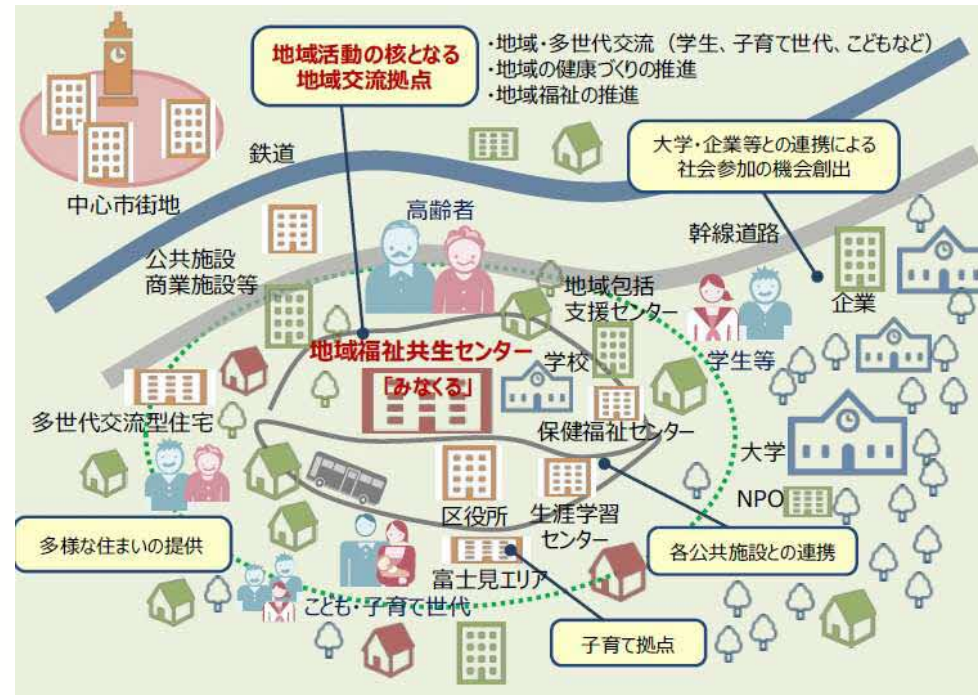 地域活動の核となる
地域交流拠点
・地域・多世代交流（学生、子育て世代、こどもなど）
・地域の健康づくりの推進
・地域福祉の推進
大学・企業等との連携による
社会参加の機会創出
鉄道
中心市街地
高齢者
幹線道路
公共施設
商業施設等
地域包括
支援センター
企業
地域福祉共生センター
「みなくる」
学校
学生等
多世代交流型住宅
保健福祉センター
大学
区役所
生涯学習
センター
NPO
多様な住まいの提供
各公共施設との連携
富士見エリア
こども・子育て世代
子育て拠点